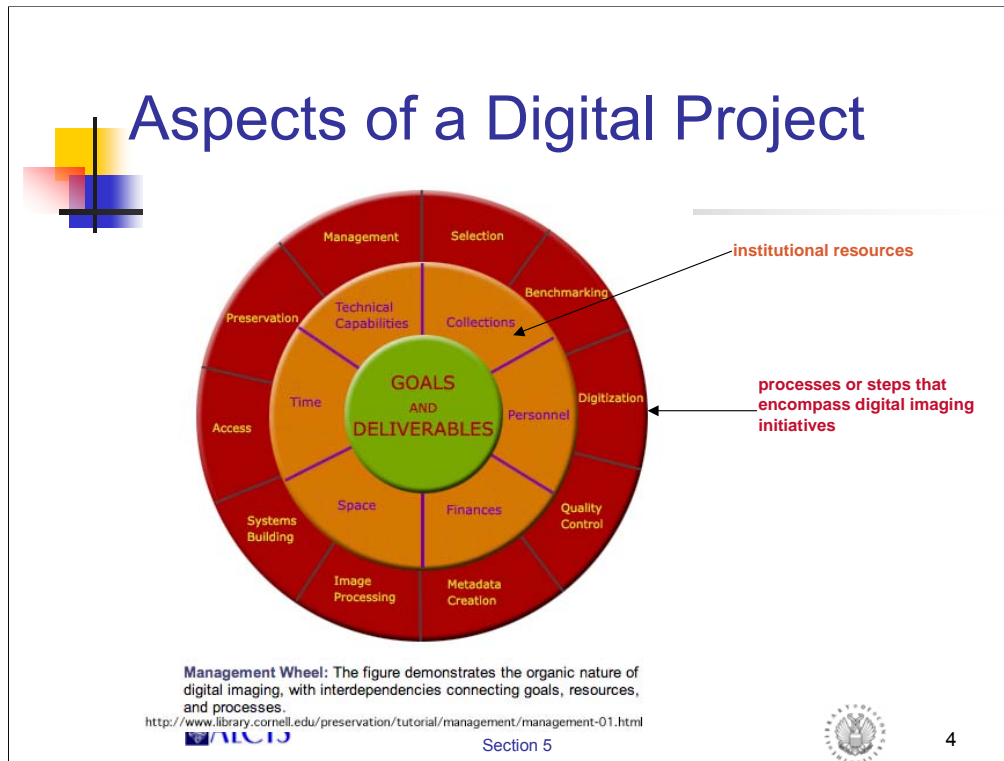 Aspects of a Digital Project
Management
Selection
Benchmarking
Digitization
Quality
Control
Metadata
Creation
Image
Processing
Systems
Building
Access
Preservation
Technical
Capabilities
Collections
Personnel
Finances
Space
Time
GOALS
AND
DELIVERABLES
institutional resources
processes or steps that
encompass digital imaging
initiatives
Management Wheel: The figure demonstrates the organic nature of
digital imaging, with interdependencies connecting goals, resources,
and processes.
http://www.library.cornell.edu/preservation/tutorial/management/management-01.html
ALCTS
Section 5
4